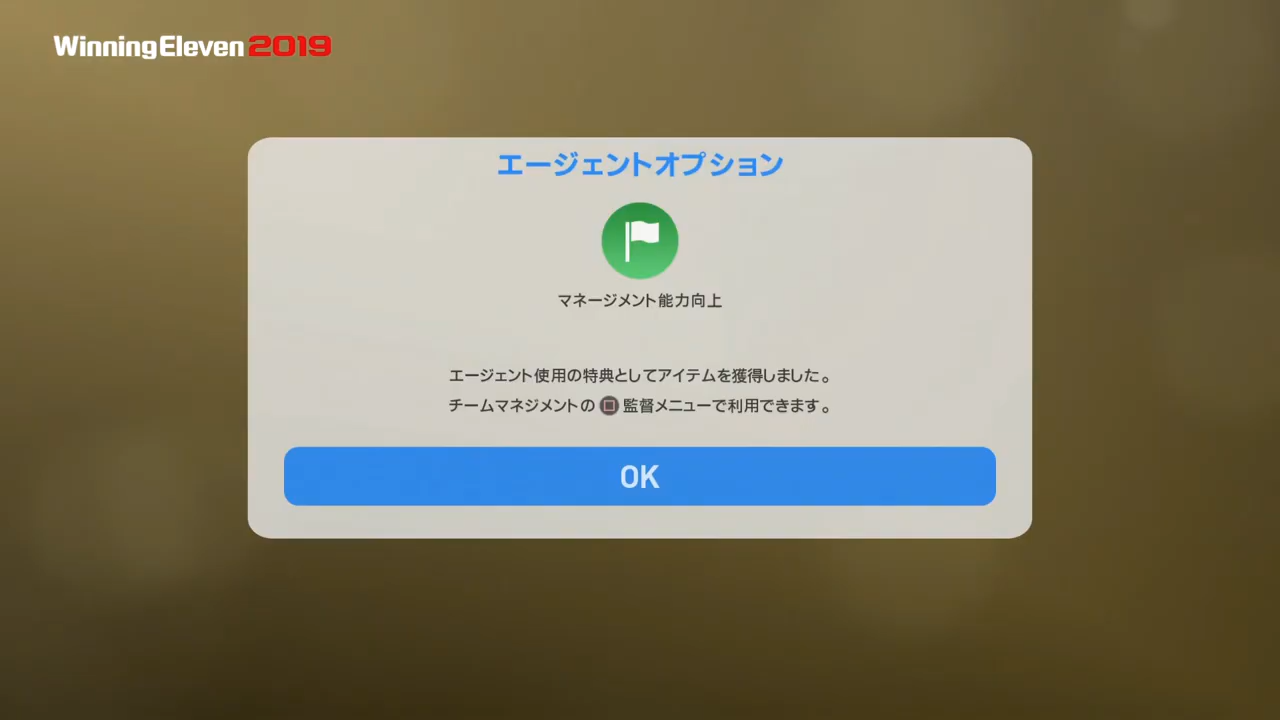 WinningEleven 2019
エージェントオプション
マネージメント能力向上
エージェント使用の特典としてアイテムを獲得しました。
チームマネジメントの 監督メニューで利用できます。
OK